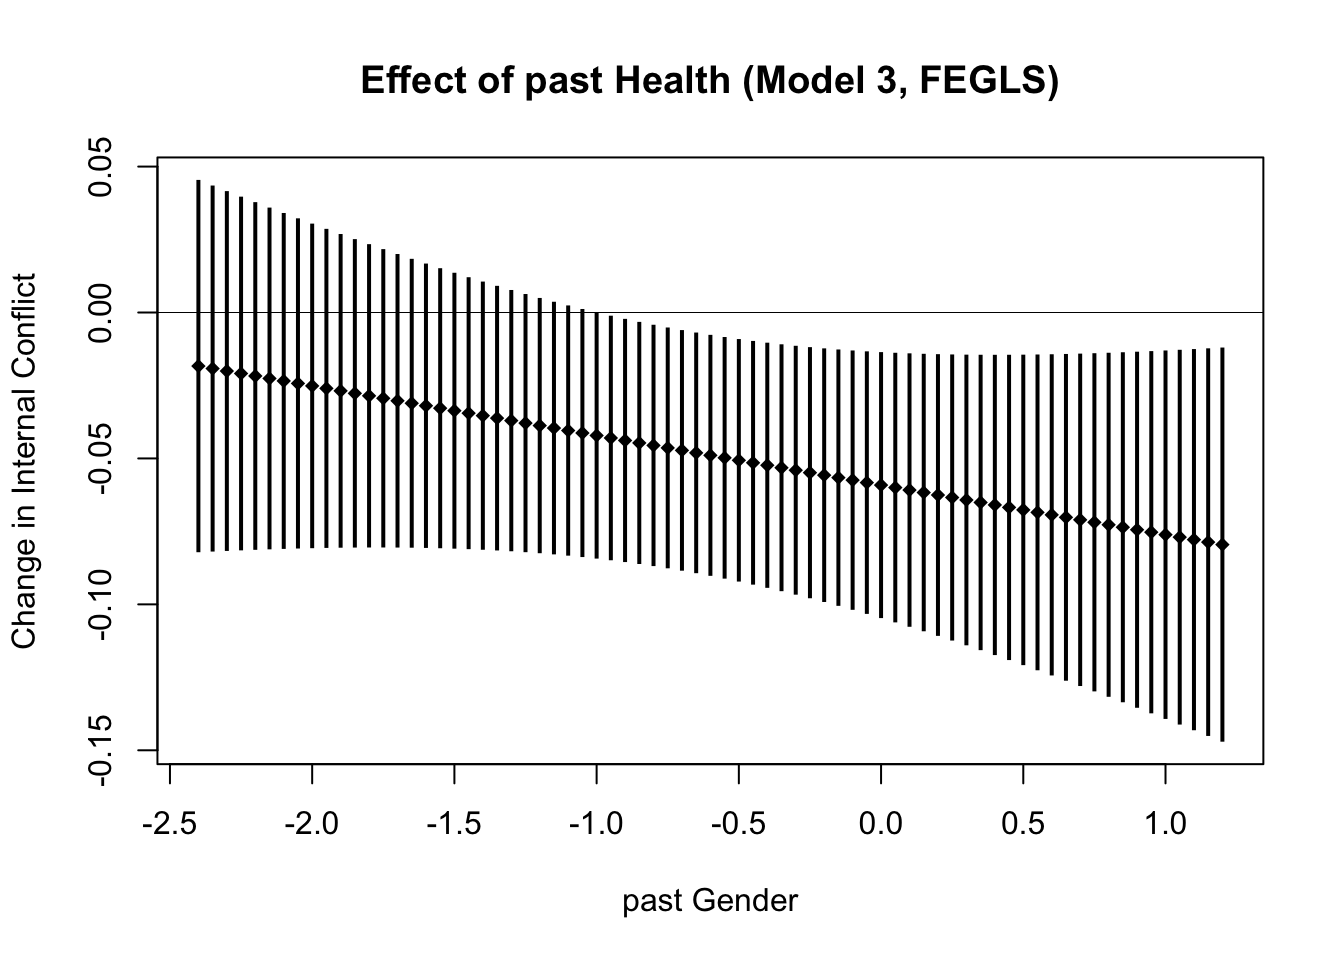 Effect of past Health (Model 3, FEGLS)
Change in Internal Conflict
0.05
0.00
-0.05
-0.10
-0.15
-2.5 -2.0 -1.5 -1.0 -0.5 0.0 0.5 1.0
past Gender